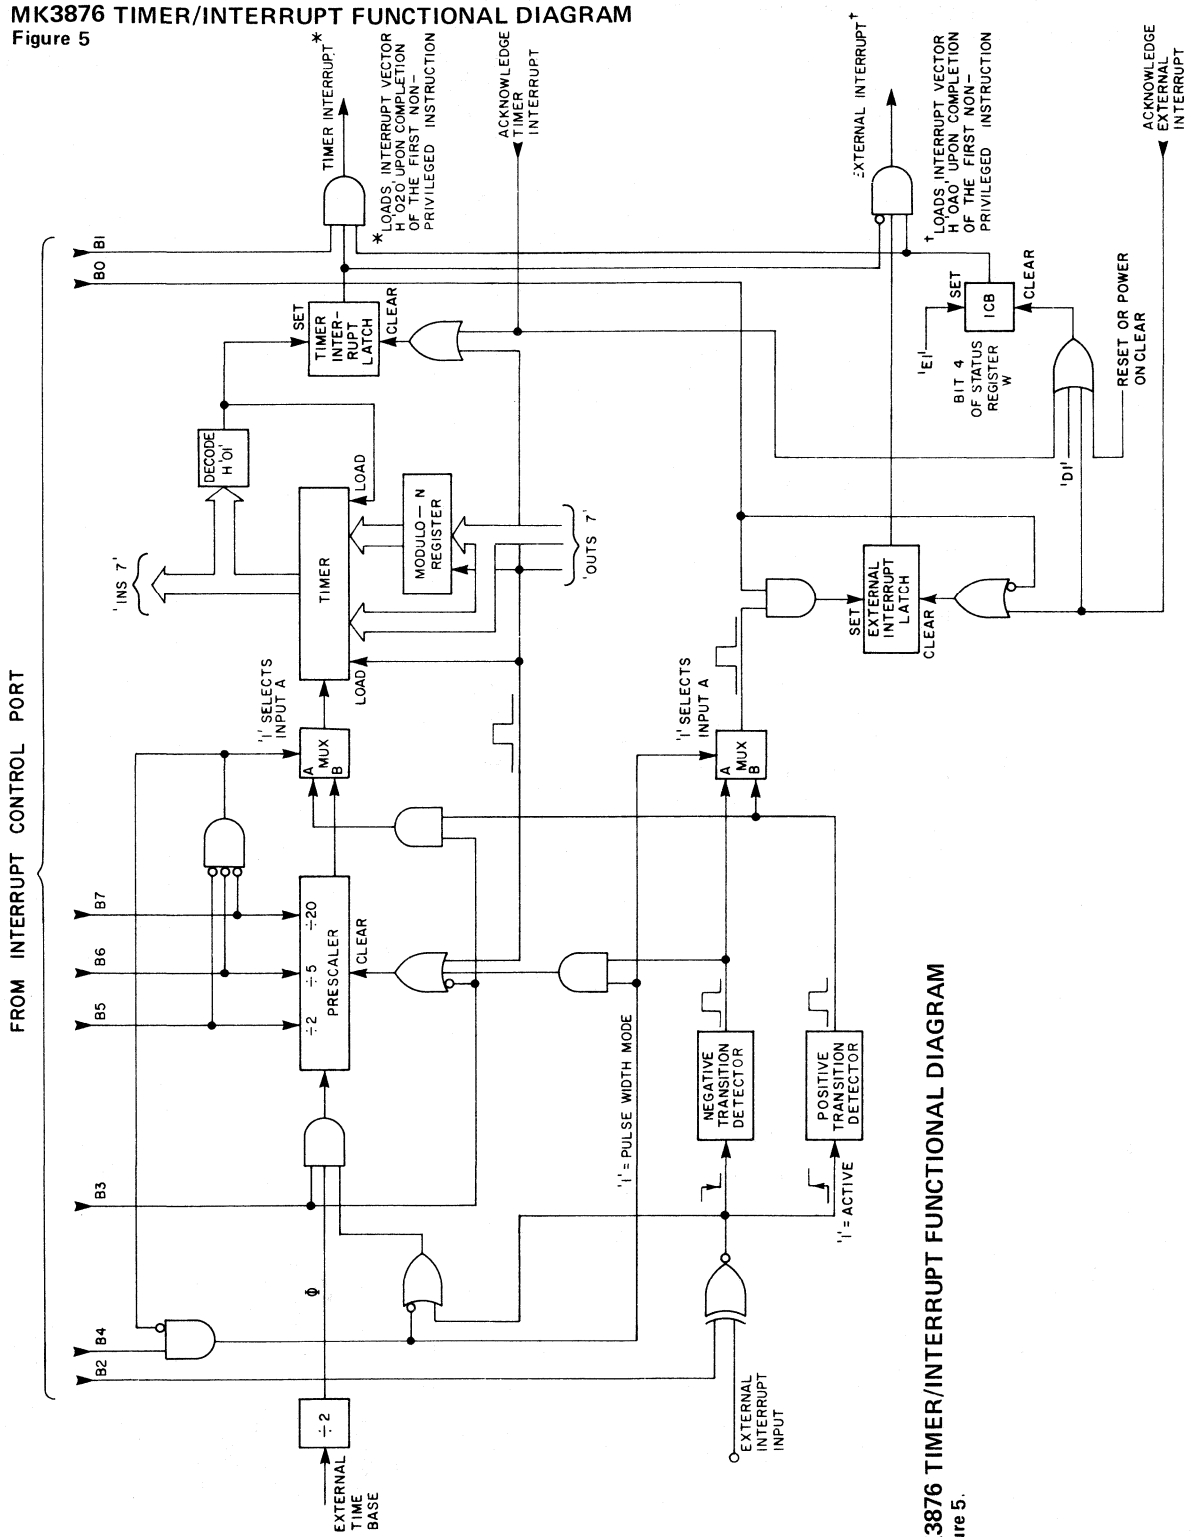 MK3876 TIMER/INTERRUPT FUNCTIONAL DIAGRAM
Figure 5
FROM INTERRUPT CONTROL PORT
B2
B4
B3
B5
B6
B7
B0
B1
EXTERNAL
TIME
BASE
÷2
Φ
÷2
÷5
÷20
PRESCALER
CLEAR
'1' SELECTS
INPUT A
A
B
MUX
LOAD
TIMER
LOAD
'INS 7'
DECODE
H'01'
MODULO-N
REGISTER
'OUTS 7'
SET
TIMER
INTER-
RUPT
LATCH
CLEAR
TIMER INTERRUPT*
*LOADS INTERRUPT VECTOR
H'020' UPON COMPLETION
OF THE FIRST NON-
PRIVILEGED INSTRUCTION
ACKNOWLEDGE
TIMER
INTERRUPT
'1' = PULSE WIDTH MODE
EXTERNAL
INTERRUPT
INPUT
NEGATIVE
TRANSITION
DETECTOR
POSITIVE
TRANSITION
DETECTOR
'1' = ACTIVE
'1' SELECTS
INPUT A
A
B
MUX
SET
EXTERNAL
INTERRUPT
LATCH
CLEAR
'EI'
SET
ICB
CLEAR
BIT 4
OF STATUS
REGISTER
W
'DI'
RESET OR POWER
ON CLEAR
EXTERNAL INTERRUPT†
†LOADS INTERRUPT VECTOR
H'0A0' UPON COMPLETION
OF THE FIRST NON-
PRIVILEGED INSTRUCTION
ACKNOWLEDGE
EXTERNAL
INTERRUPT
3876 TIMER/INTERRUPT FUNCTIONAL DIAGRAM
ure 5.